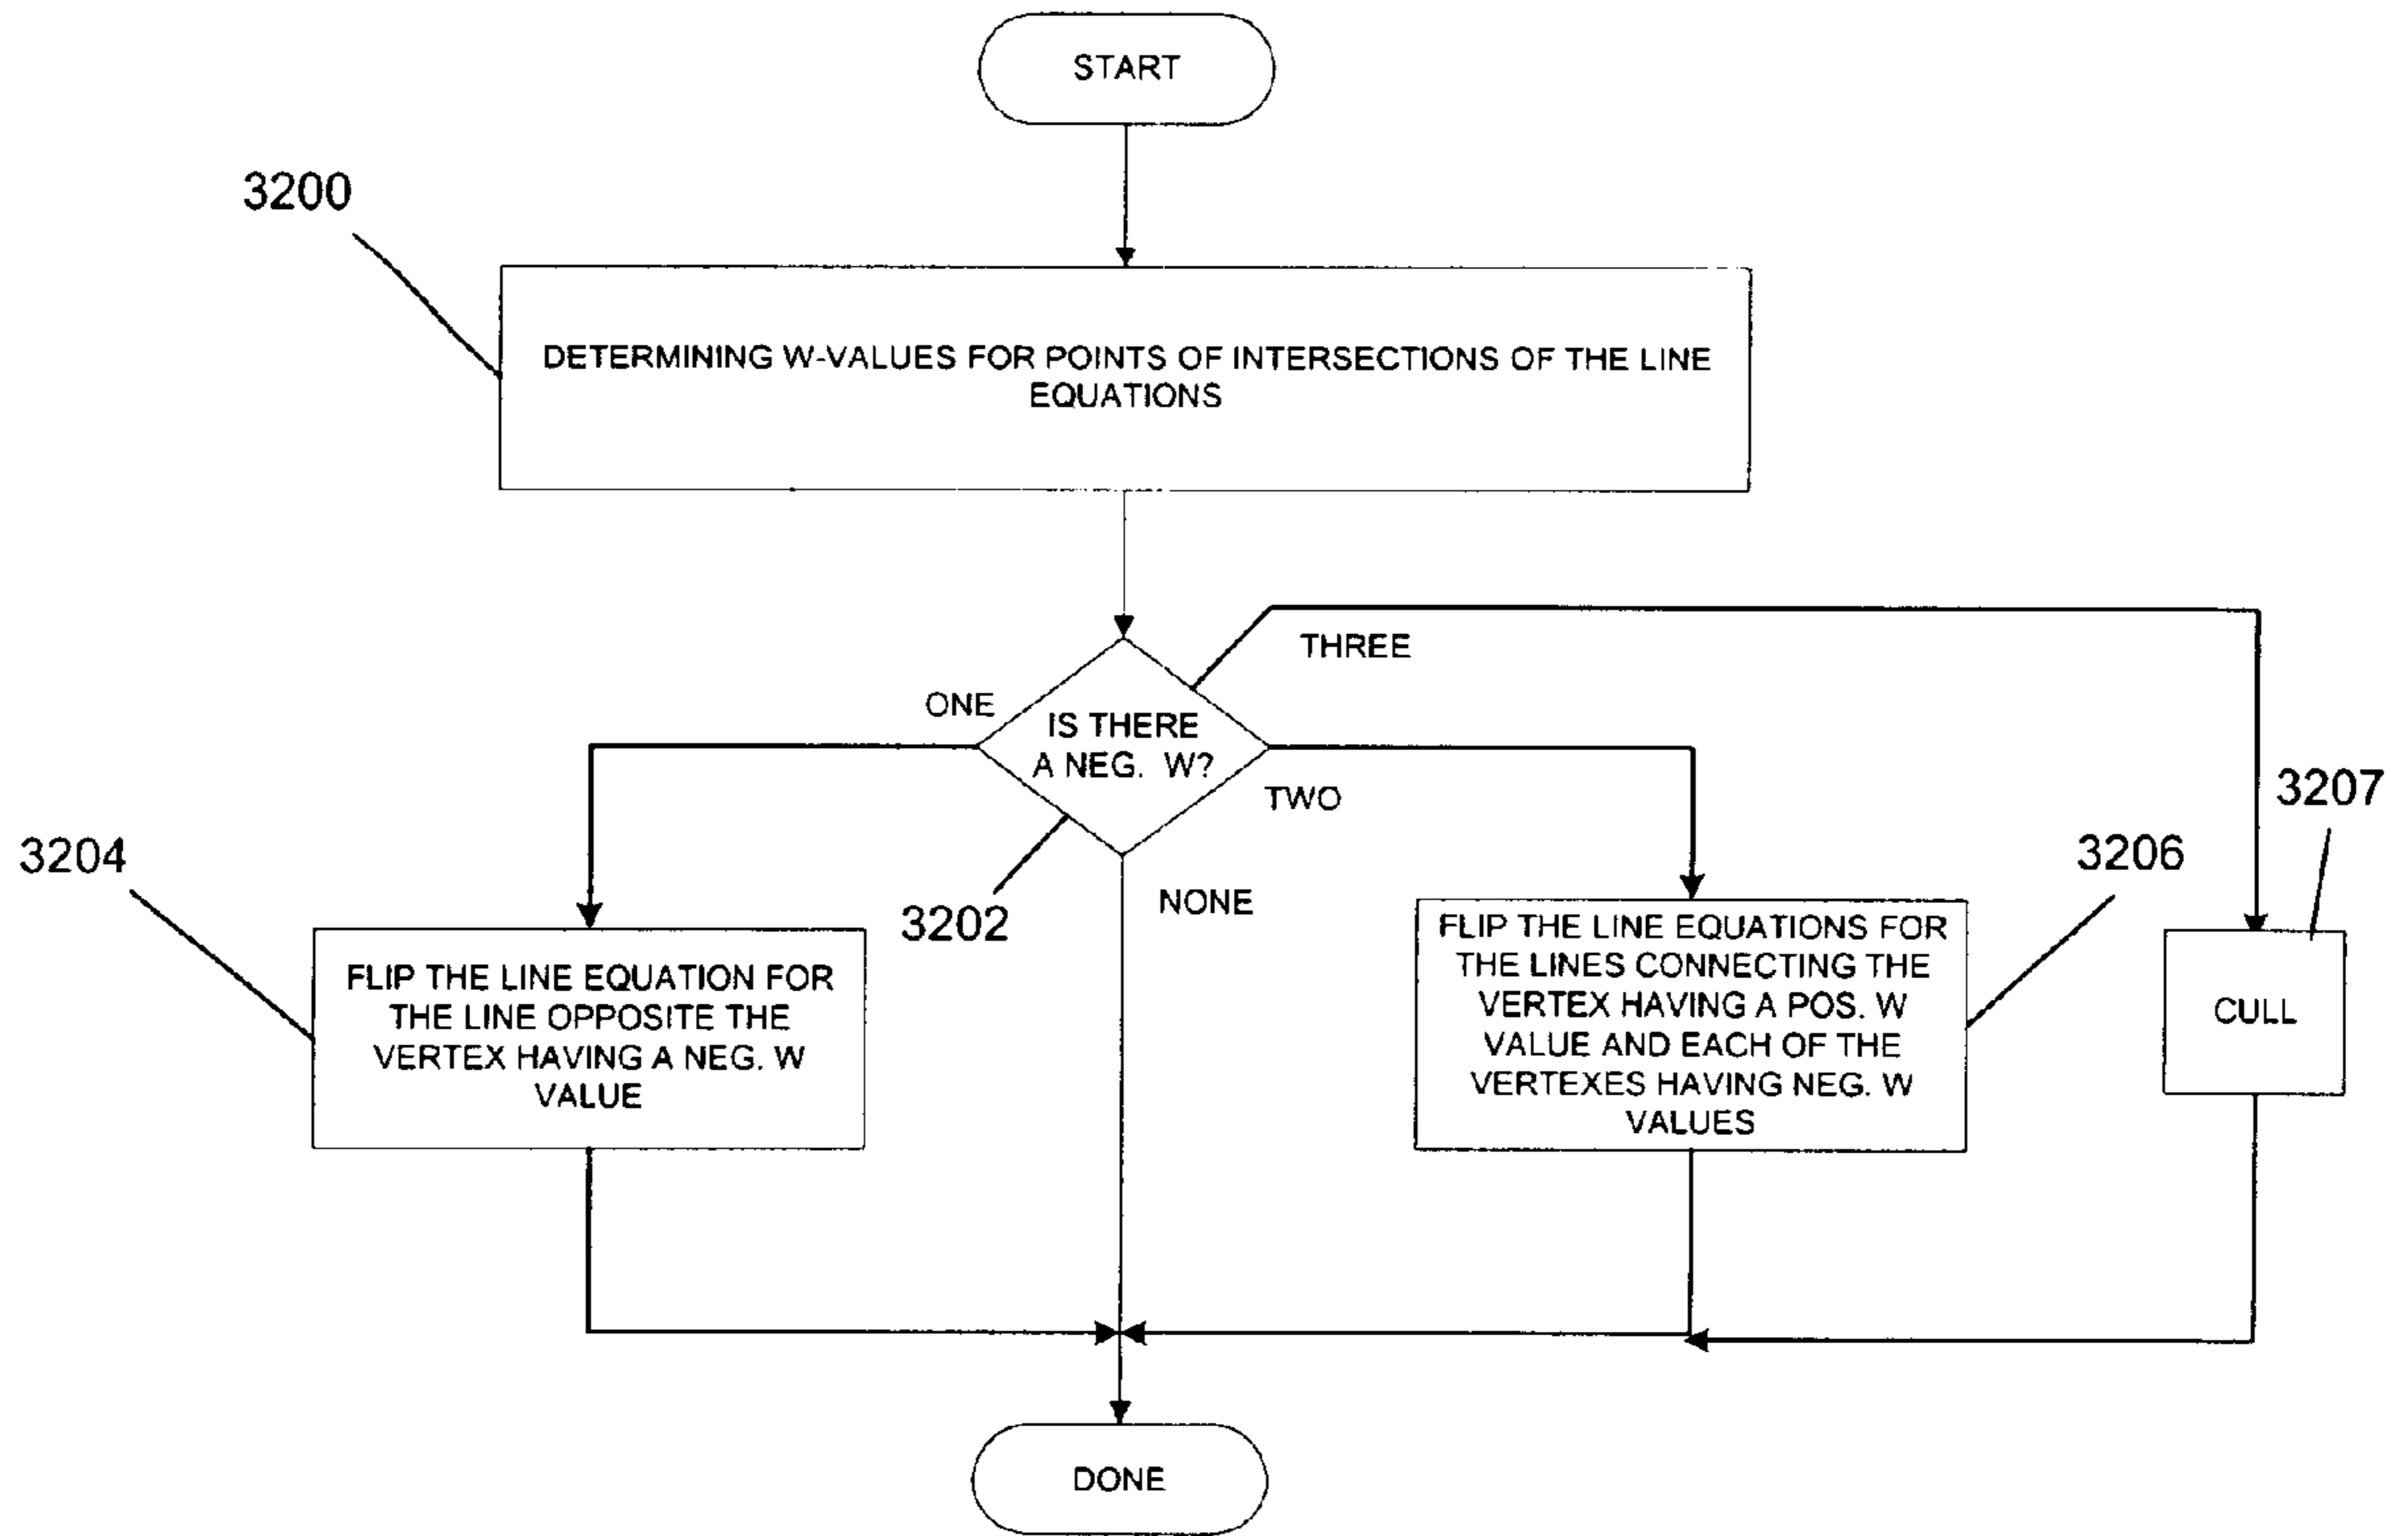 START
3200
DETERMINING W-VALUES FOR POINTS OF INTERSECTIONS OF THE LINE
EQUATIONS
THREE
ONE
IS THERE
A NEG. W?
TWO
3207
3204
3206
3202
NONE
FLIP THE LINE EQUATION FOR
THE LINE OPPOSITE THE
VERTEX HAVING A NEG. W
VALUE
FLIP THE LINE EQUATIONS FOR
THE LINES CONNECTING THE
VERTEX HAVING A POS. W
VALUE AND EACH OF THE
VERTEXES HAVING NEG. W
VALUES
CULL
DONE